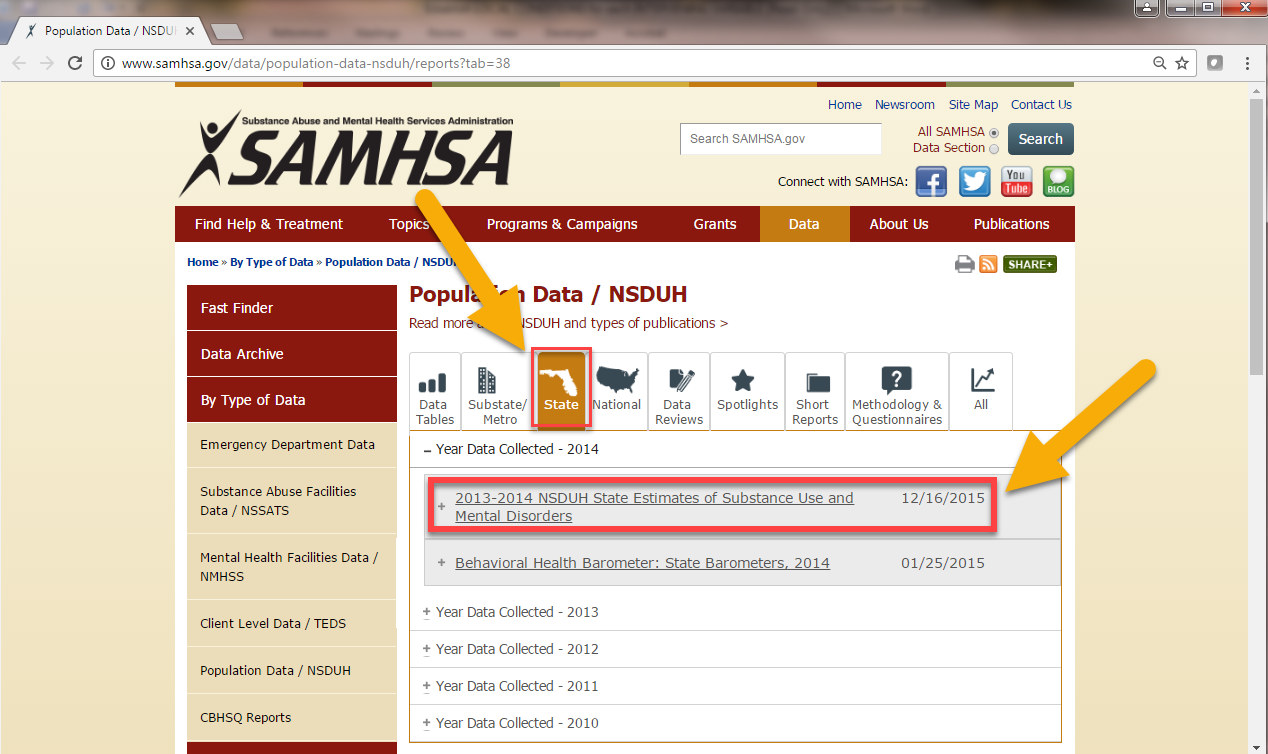 Population Data / NSDU
www.samhsa.gov/data/population-data-nsduh/reports?tab=38
Home Newsroom Site Map Contact Us
Substance Abuse and Mental Health Services Administration
SAMHSA
Search SAMHSA.gov
All SAMHSA
Data Section
Search
Connect with SAMHSA:
You
Tube
BLOG
Find Help & Treatment Topics Programs & Campaigns Grants Data About Us Publications
Home » By Type of Data » Population Data / NSDUH
SHARE+
Fast Finder
Data Archive
By Type of Data
Emergency Department Data
Substance Abuse Facilities
Data / NSSATS
Mental Health Facilities Data /
NMHSS
Client Level Data / TEDS
Population Data / NSDUH
CBHSQ Reports
Population Data / NSDUH
Read more NSDUH and types of publications >
Data
Tables
Substate/
Metro
State
National
Data
Reviews
Spotlights
Short
Reports
Methodology &
Questionnaires
All
Year Data Collected - 2014
2013-2014 NSDUH State Estimates of Substance Use and 12/16/2015
Mental Disorders
Behavioral Health Barometer: State Barometers, 2014 01/25/2015
Year Data Collected - 2013
Year Data Collected - 2012
Year Data Collected - 2011
Year Data Collected - 2010